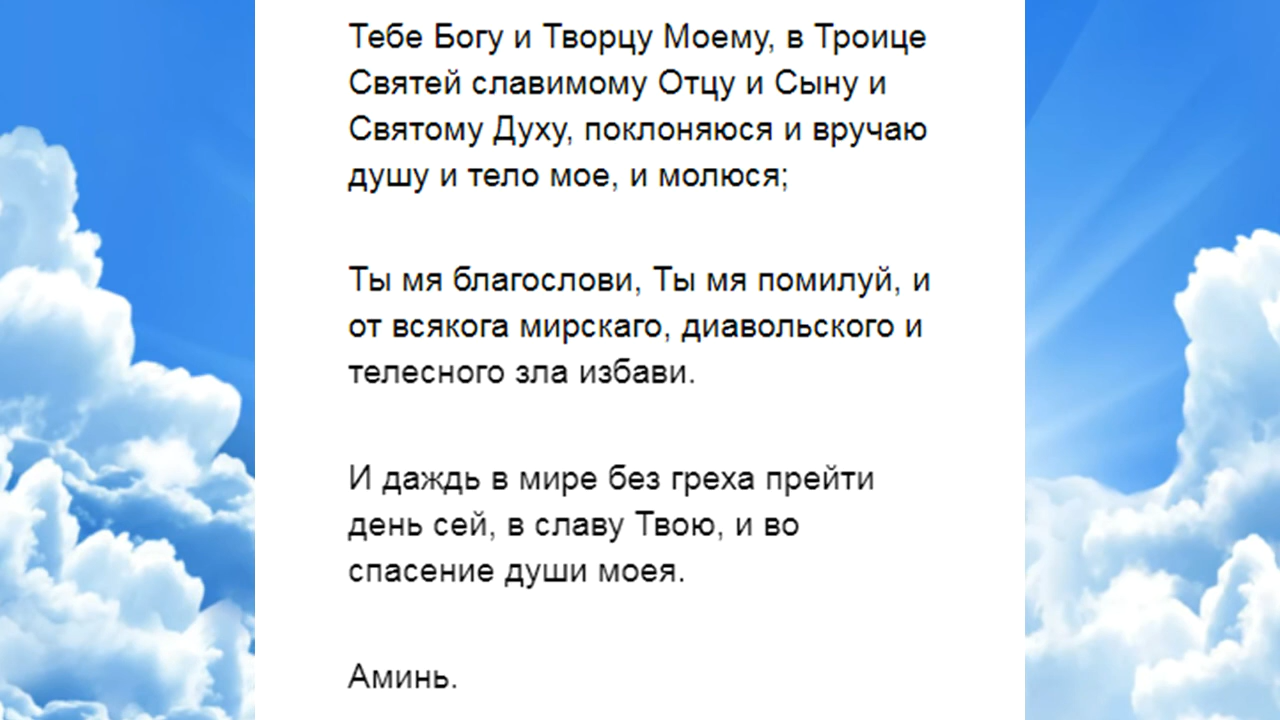 Тебе Богу и Творцу Моему, в Троице
Святей славимому Отцу и Сыну и
Святому Духу, поклоняюся и вручаю
душу и тело мое, и молюся;
Ты мя благослови, Ты мя помилуй, и
от всякога мирскаго, диавольского и
телесного зла избави.
И даждь в мире без греха прейти
день сей, в славу Твою, и во
спасение души моея.
Аминь.